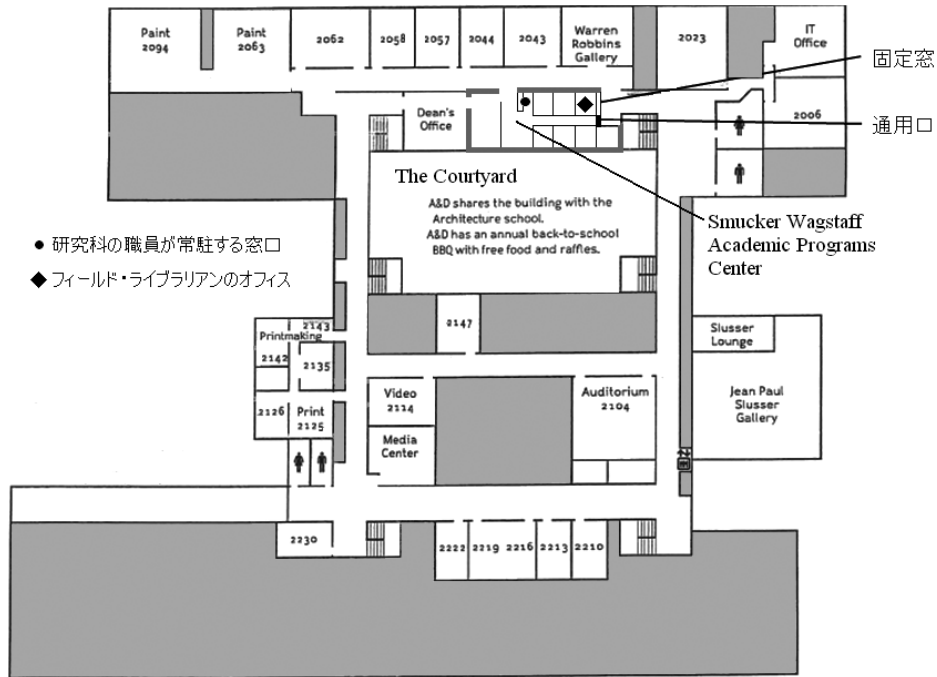 Paint
2094
Paint
2063
2062
2058
2057
2044
2043
Warren
Robbins
Gallery
2023
IT
Office
固定窓
Dean's
Office
2006
通用口
The Courtyard
A&D shares the building with the
Architecture school.
A&D has an annual back-to-school
BBQ with free food and raffles.
Smucker Wagstaff
Academic Programs
Center
● 研究科の職員が常駐する窓口
◆ フィールド・ライブラリアンのオフィス
2143
Printmaking
2142
2135
2147
Slusser
Lounge
Video
2114
Auditorium
2104
Jean Paul
Slusser
Gallery
2126
Print
2125
Media
Center
2230
2222
2219
2216
2213
2210